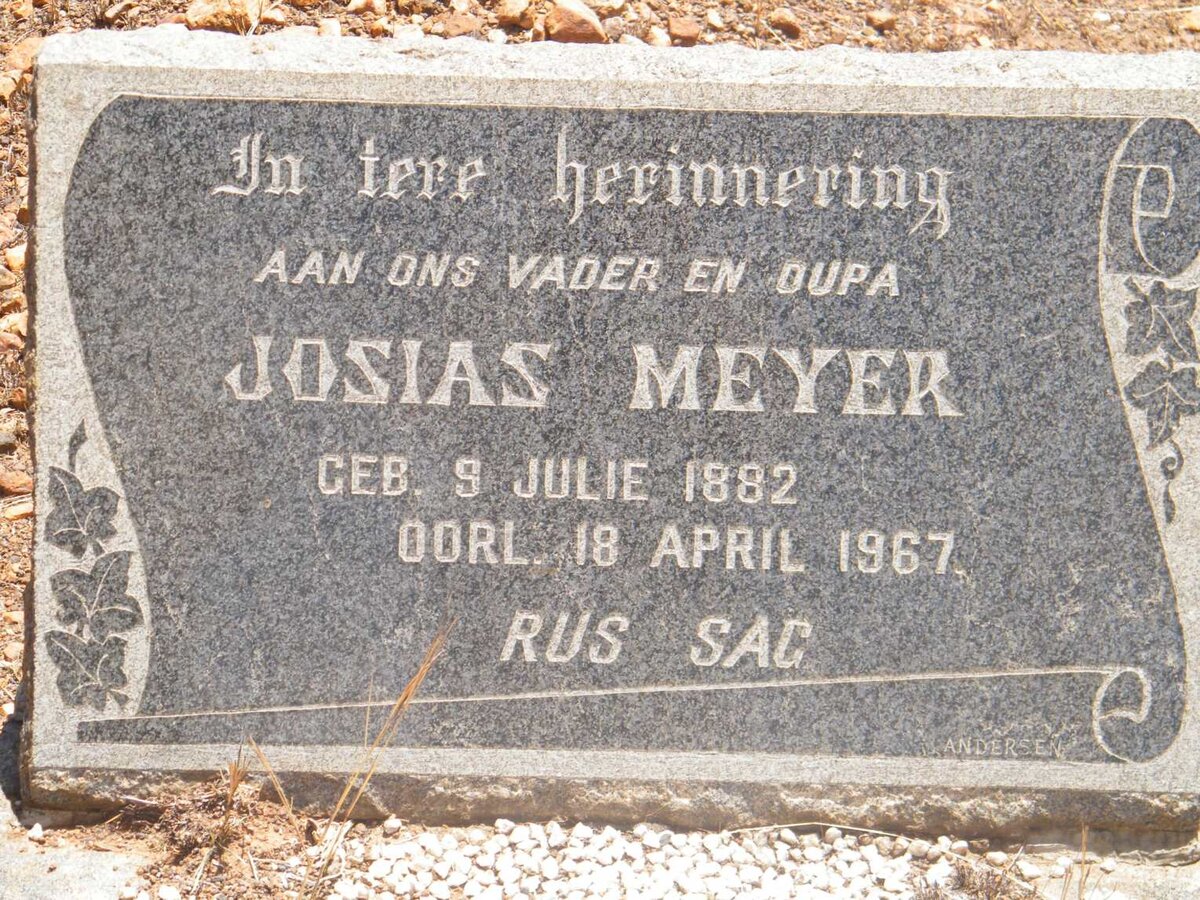 In tere herinnering
AAN ONS VADER EN OUPA
JOSIAS MEYER
GEB. 9 JULIE 1882
OORL. 18 APRIL 1967.
RUS SAG
ANDERSEN